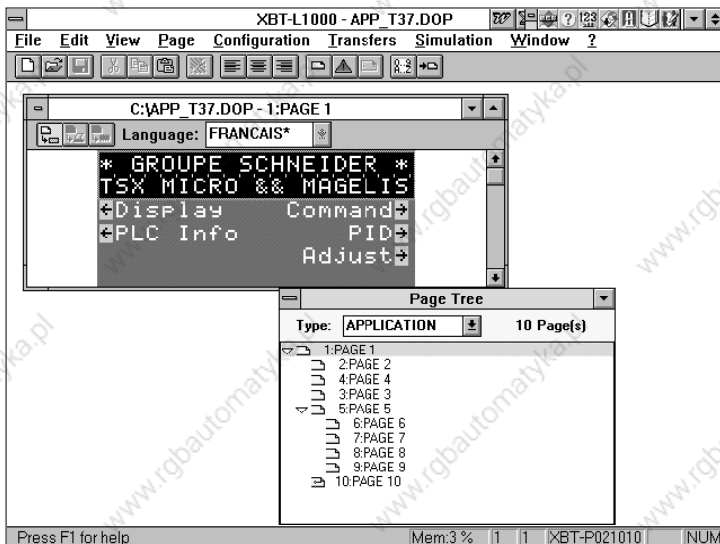 XBT-L1000 - APP_T37.DOP
File Edit View Page Configuration Transfers Simulation Window ?
C:\APP_T37.DOP - 1:PAGE 1
Language: FRANCAIS*
* GROUPE SCHNEIDER *
TSX MICRO && MAGELIS
Display Command
PLC Info PID
Adjust
Page Tree
Type: APPLICATION 10 Page(s)
1:PAGE 1
2:PAGE 2
4:PAGE 4
3:PAGE 3
5:PAGE 5
6:PAGE 6
7:PAGE 7
8:PAGE 8
9:PAGE 9
10:PAGE 10
Press F1 for help Mem:3 % 1 1 XBT-P021010 NUM
www.rgbautomatyka.pl